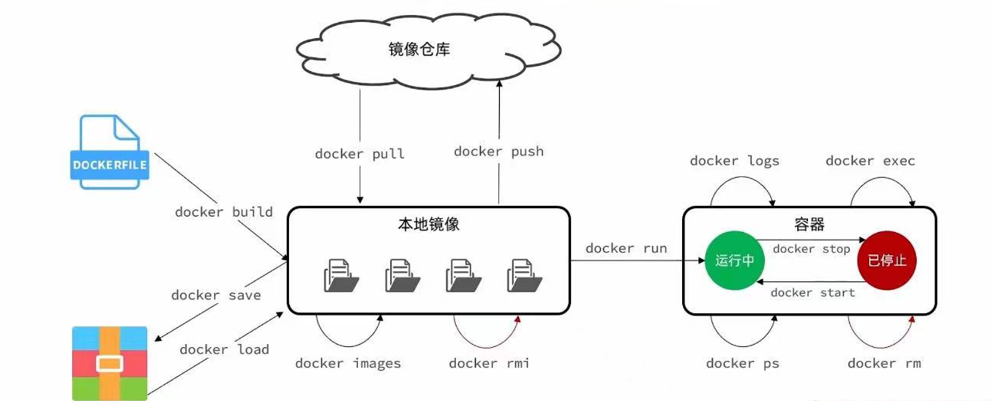 镜像仓库
docker pull
docker push
DOCKERFILE
docker build
docker logs
docker exec
本地镜像
容器
docker run
运行中
docker stop
已停止
docker start
docker save
docker load
docker images
docker rmi
docker ps
docker rm